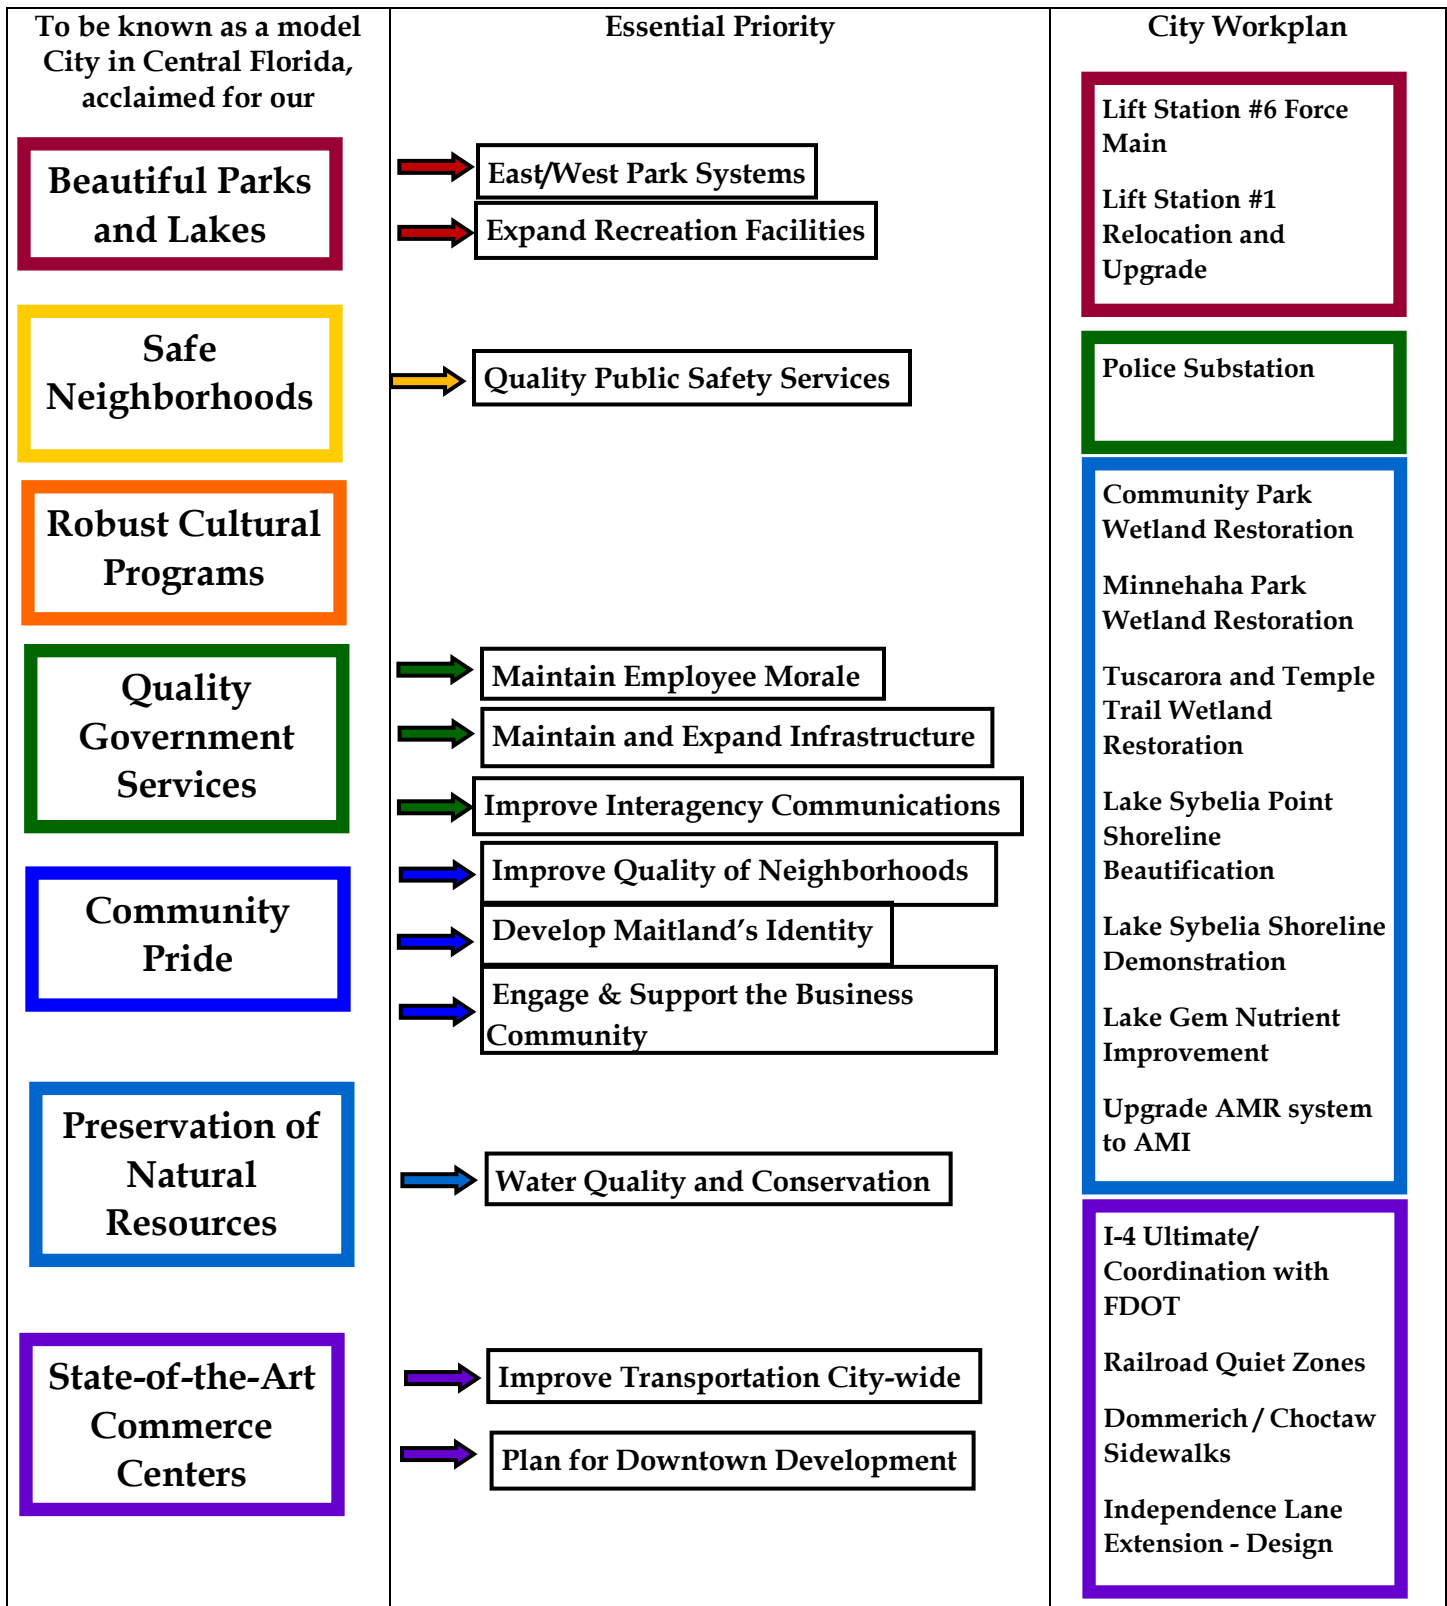 To be known as a model
City in Central Florida,
acclaimed for our
Beautiful Parks
and Lakes
Safe
Neighborhoods
Robust Cultural
Programs
Quality
Government
Services
Community
Pride
Preservation of
Natural
Resources
State-of-the-Art
Commerce
Centers
Essential Priority
East/West Park Systems
Expand Recreation Facilities
Quality Public Safety Services
Maintain Employee Morale
Maintain and Expand Infrastructure
Improve Interagency Communications
Improve Quality of Neighborhoods
Develop Maitland's Identity
Engage & Support the Business
Community
Water Quality and Conservation
Improve Transportation City-wide
Plan for Downtown Development
City Workplan
Lift Station #6 Force
Main
Lift Station #1
Relocation and
Upgrade
Police Substation
Community Park
Wetland Restoration
Minnehaha Park
Wetland Restoration
Tuscarora and Temple
Trail Wetland
Restoration
Lake Sybelia Point
Shoreline
Beautification
Lake Sybelia Shoreline
Demonstration
Lake Gem Nutrient
Improvement
Upgrade AMR system
to AMI
I-4 Ultimate/
Coordination with
FDOT
Railroad Quiet Zones
Dommerich / Choctaw
Sidewalks
Independence Lane
Extension - Design